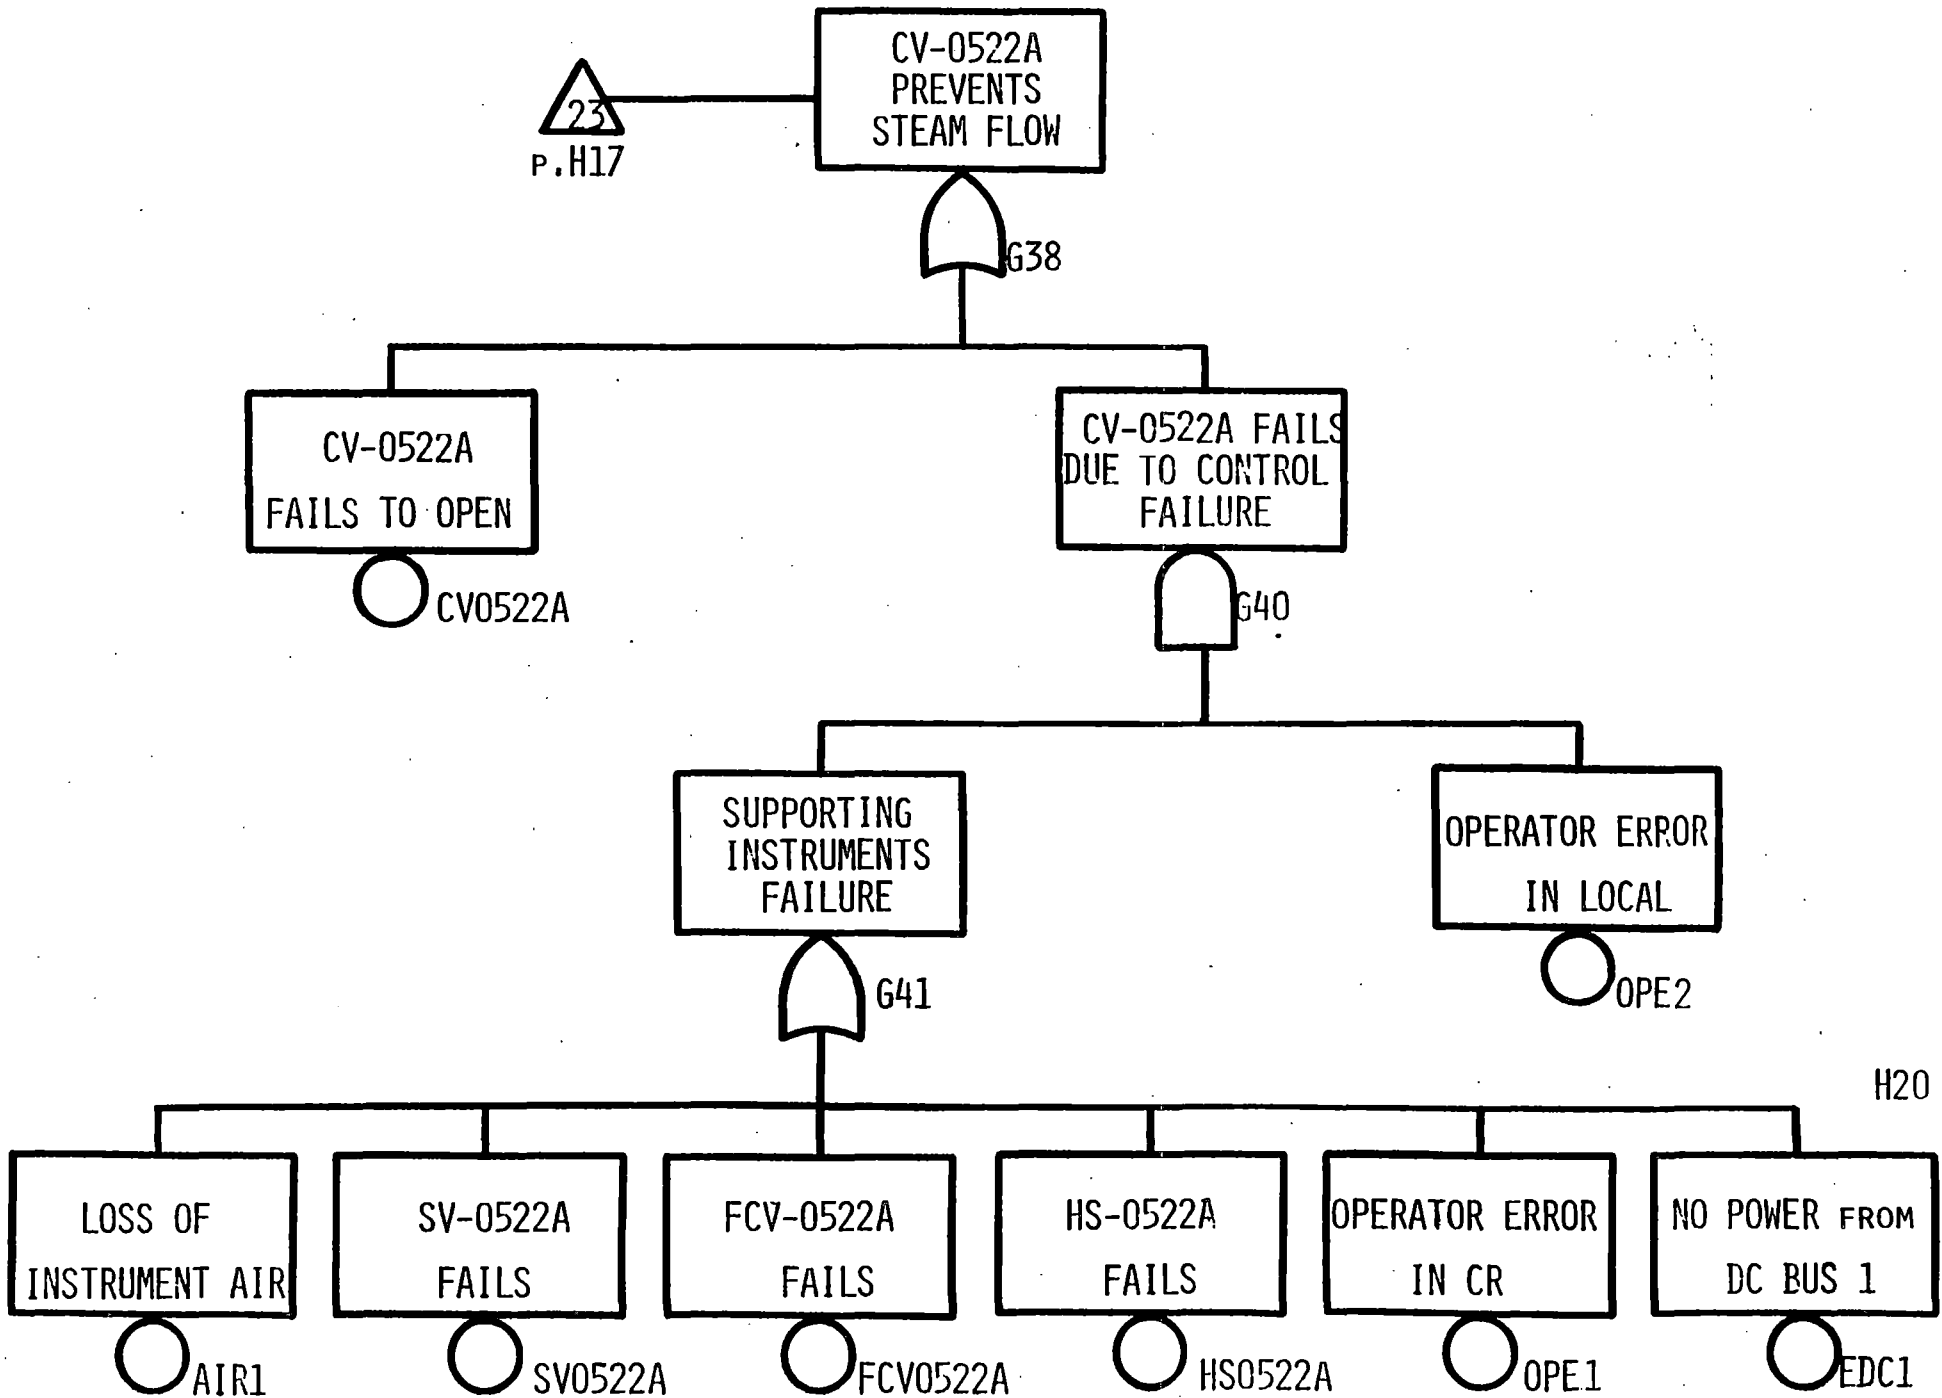 CV-0522A
PREVENTS
STEAM FLOW
23
P.H17
G38
CV-0522A
FAILS TO OPEN
CV0522A
CV-0522A FAILS
DUE TO CONTROL
FAILURE
G40
SUPPORTING
INSTRUMENTS
FAILURE
G41
OPERATOR ERROR
IN LOCAL
OPE2
H20
LOSS OF
INSTRUMENT AIR
AIR1
SV-0522A
FAILS
SV0522A
FCV-0522A
FAILS
FCV0522A
HS-0522A
FAILS
HS0522A
OPERATOR ERROR
IN CR
OPE1
NO POWER FROM
DC BUS 1
EDC1